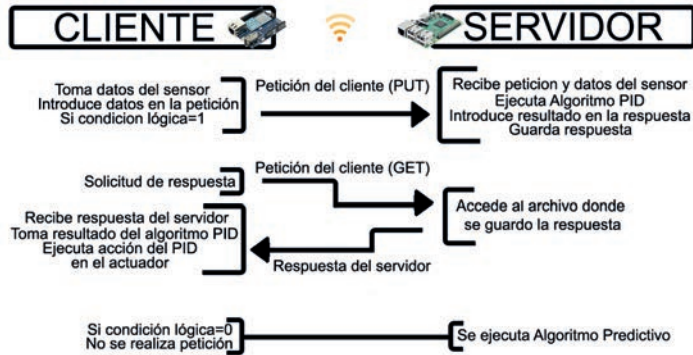 CLIENTE
SERVIDOR
Toma datos del sensor
Introduce datos en la petición
Si condicion lógica=1
Petición del cliente (PUT)
Recibe peticion y datos del sensor
Ejecuta Algoritmo PID
Introduce resultado en la respuesta
Guarda respuesta
Solicitud de respuesta
Petición del cliente (GET)
Accede al archivo donde
se guardo la respuesta
Recibe respuesta del servidor
Toma resultado del algoritmo PID
Ejecuta acción del PID
en el actuador
Respuesta del servidor
Si condición lógica=0
No se realiza petición
Se ejecuta Algoritmo Predictivo